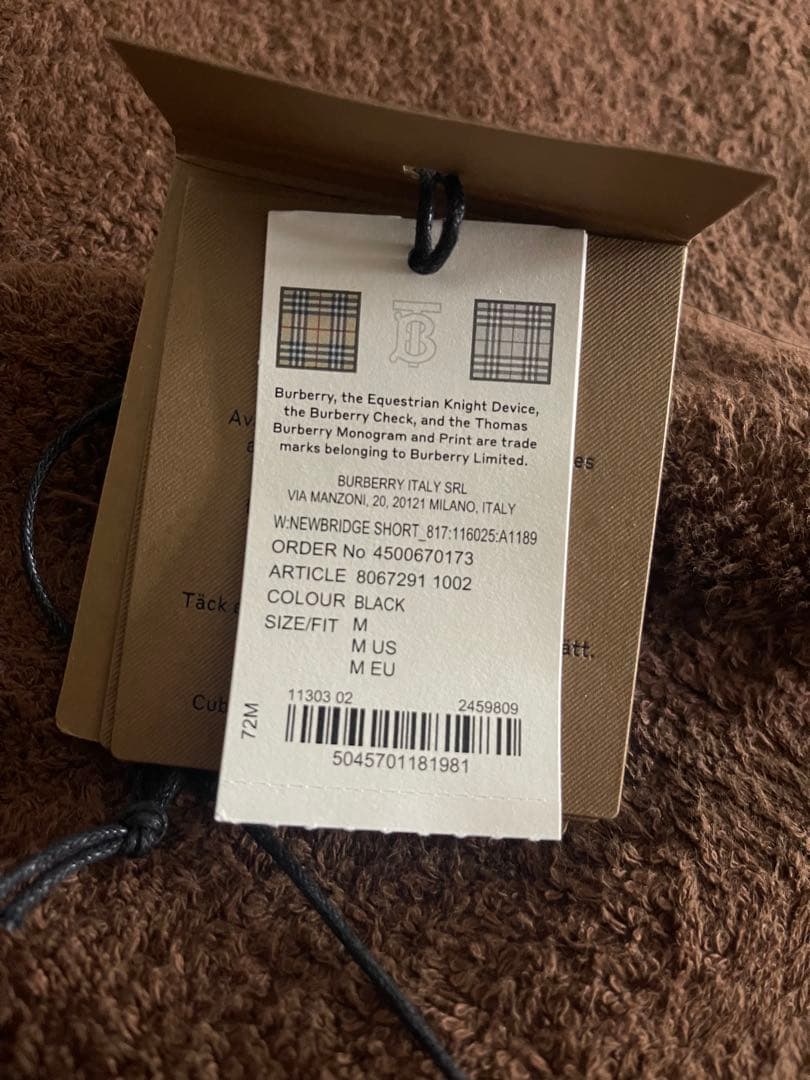 Burberry, the Equestrian Knight Device,
the Burberry Check, and the Thomas
Burberry Monogram and Print are trade
marks belonging to Burberry Limited.
BURBERRY ITALY SRL
VIA MANZONI, 20, 20121 MILANO, ITALY
W:NEWBRIDGE SHORT_817:116025:A1189
ORDER No 4500670173
ARTICLE 8067291 1002
COLOUR BLACK
SIZE/FIT M
M US
M EU
11303 02 2459809
72M
5045701181981
Täck
ätt.